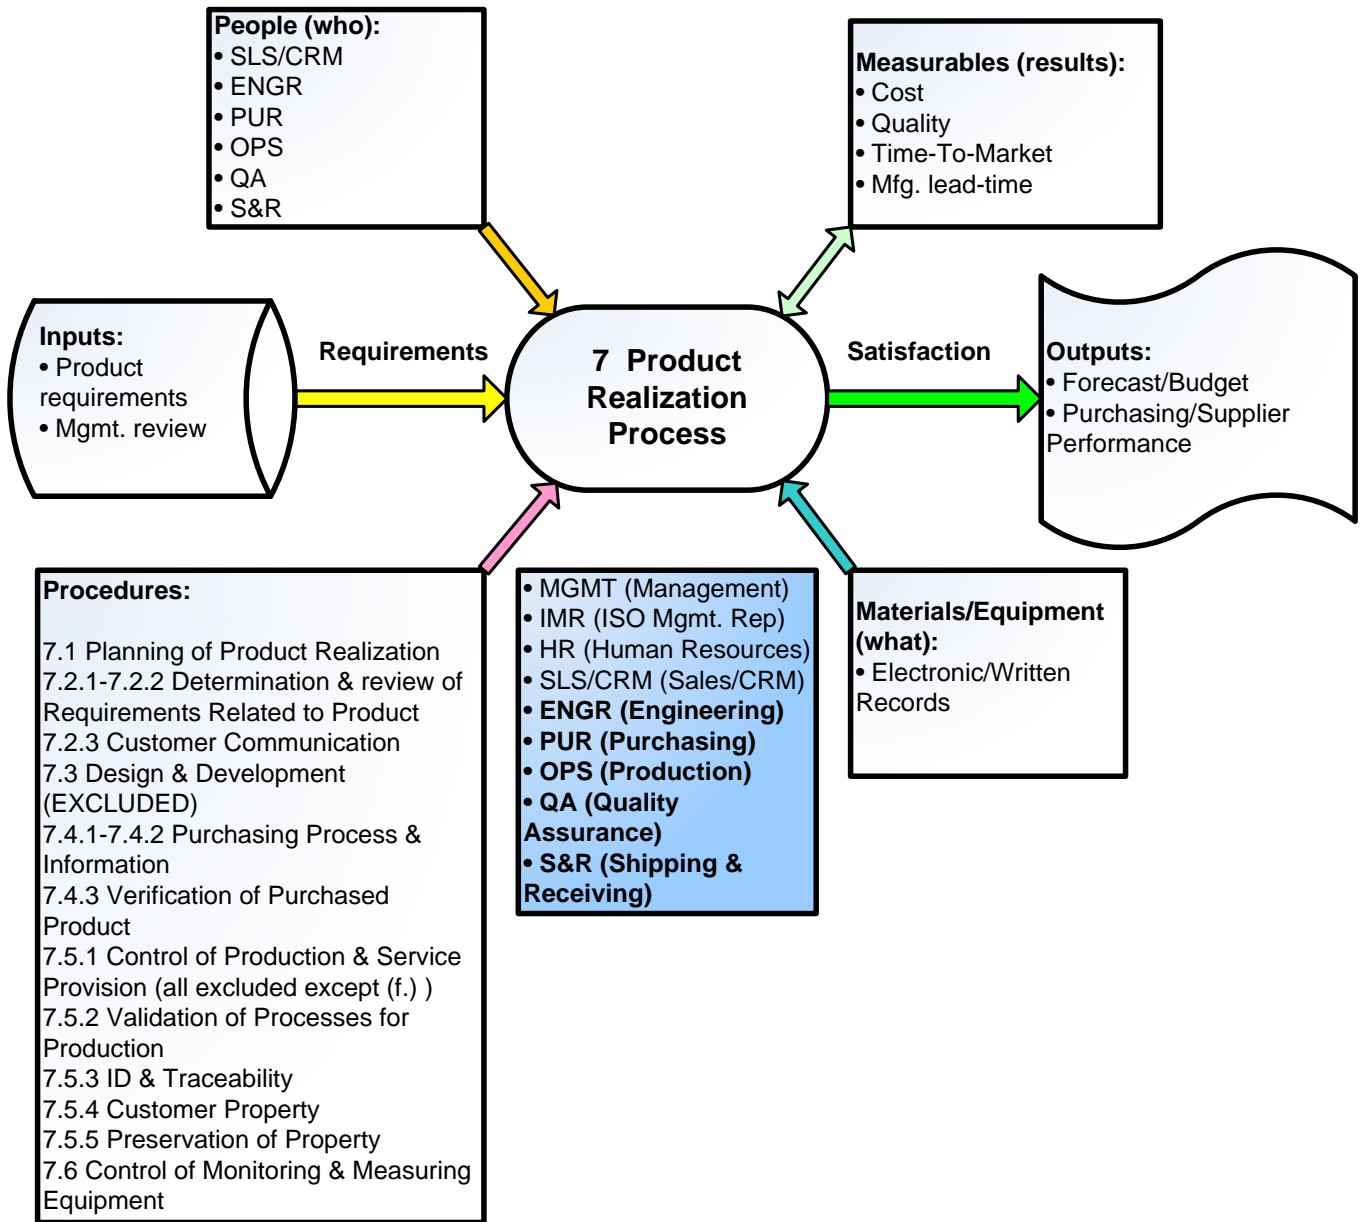 People (who):
• SLS/CRM
• ENGR
• PUR
• OPS
• QA
• S&R
Measurables (results):
• Cost
• Quality
• Time-To-Market
• Mfg. lead-time
Inputs:
• Product
requirements
• Mgmt. review
Requirements
7 Product
Realization
Process
Satisfaction
Outputs:
• Forecast/Budget
• Purchasing/Supplier
Performance
Procedures:
7.1 Planning of Product Realization
7.2.1-7.2.2 Determination & review of
Requirements Related to Product
7.2.3 Customer Communication
7.3 Design & Development
(EXCLUDED)
7.4.1-7.4.2 Purchasing Process &
Information
7.4.3 Verification of Purchased
Product
7.5.1 Control of Production & Service
Provision (all excluded except (f.) )
7.5.2 Validation of Processes for
Production
7.5.3 ID & Traceability
7.5.4 Customer Property
7.5.5 Preservation of Property
7.6 Control of Monitoring & Measuring
Equipment
• MGMT (Management)
• IMR (ISO Mgmt. Rep)
• HR (Human Resources)
• SLS/CRM (Sales/CRM)
• ENGR (Engineering)
• PUR (Purchasing)
• OPS (Production)
• QA (Quality
Assurance)
• S&R (Shipping &
Receiving)
Materials/Equipment
(what):
• Electronic/Written
Records